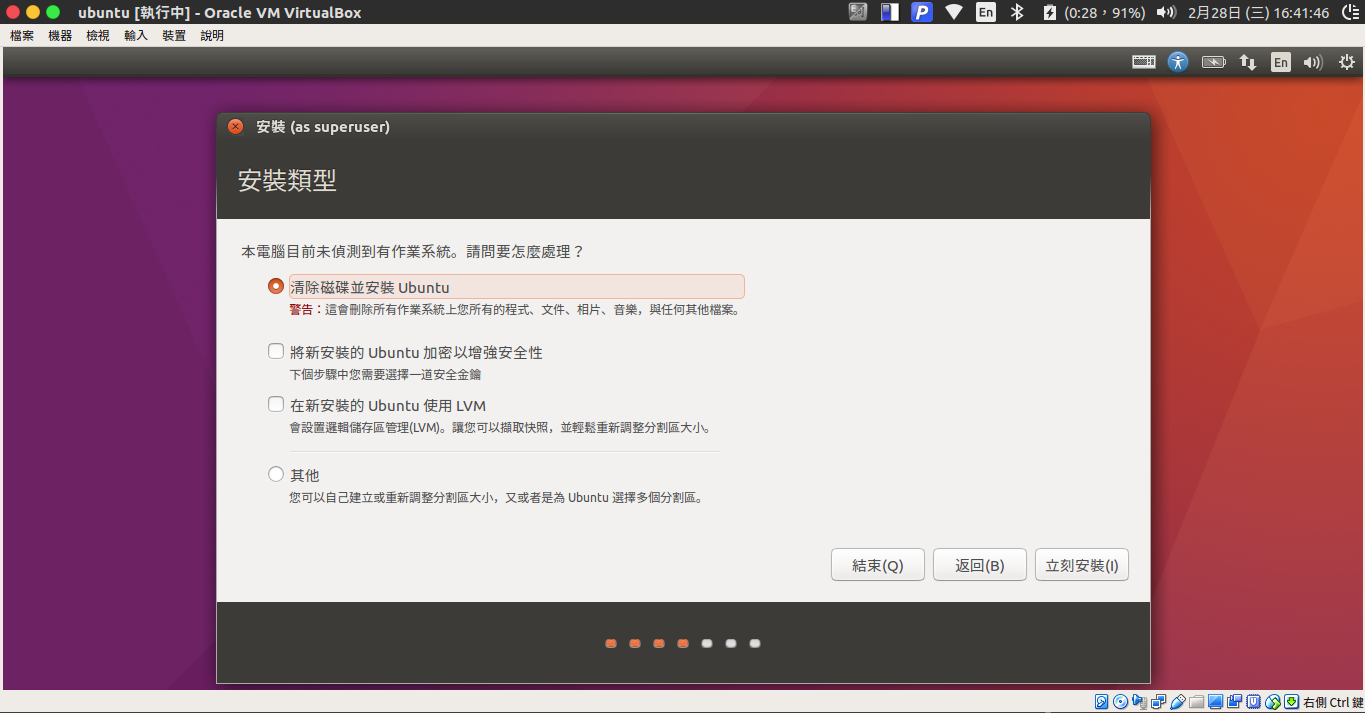 ubuntu [執行中] - Oracle VM VirtualBox
P
En
(0:28，91%)
2月28日 (三) 16:41:46
檔案 機器 檢視 輸入 裝置 說明
En
安裝 (as superuser)
安裝類型
本電腦目前未偵測到有作業系統。請問要怎麼處理？
清除磁碟並安裝 Ubuntu
警告：這會刪除所有作業系統上您所有的程式、文件、相片、音樂，與任何其他檔案。
將新安裝的 Ubuntu 加密以增強安全性
下個步驟中您需要選擇一道安全金鑰
在新安裝的 Ubuntu 使用 LVM
會設置邏輯儲存區管理(LVM)。讓您可以擷取快照，並輕鬆重新調整分割區大小。
其他
您可以自己建立或重新調整分割區大小，又或者是為 Ubuntu 選擇多個分割區。
結束(Q) 返回(B) 立刻安裝(I)
右側 Ctrl 鍵